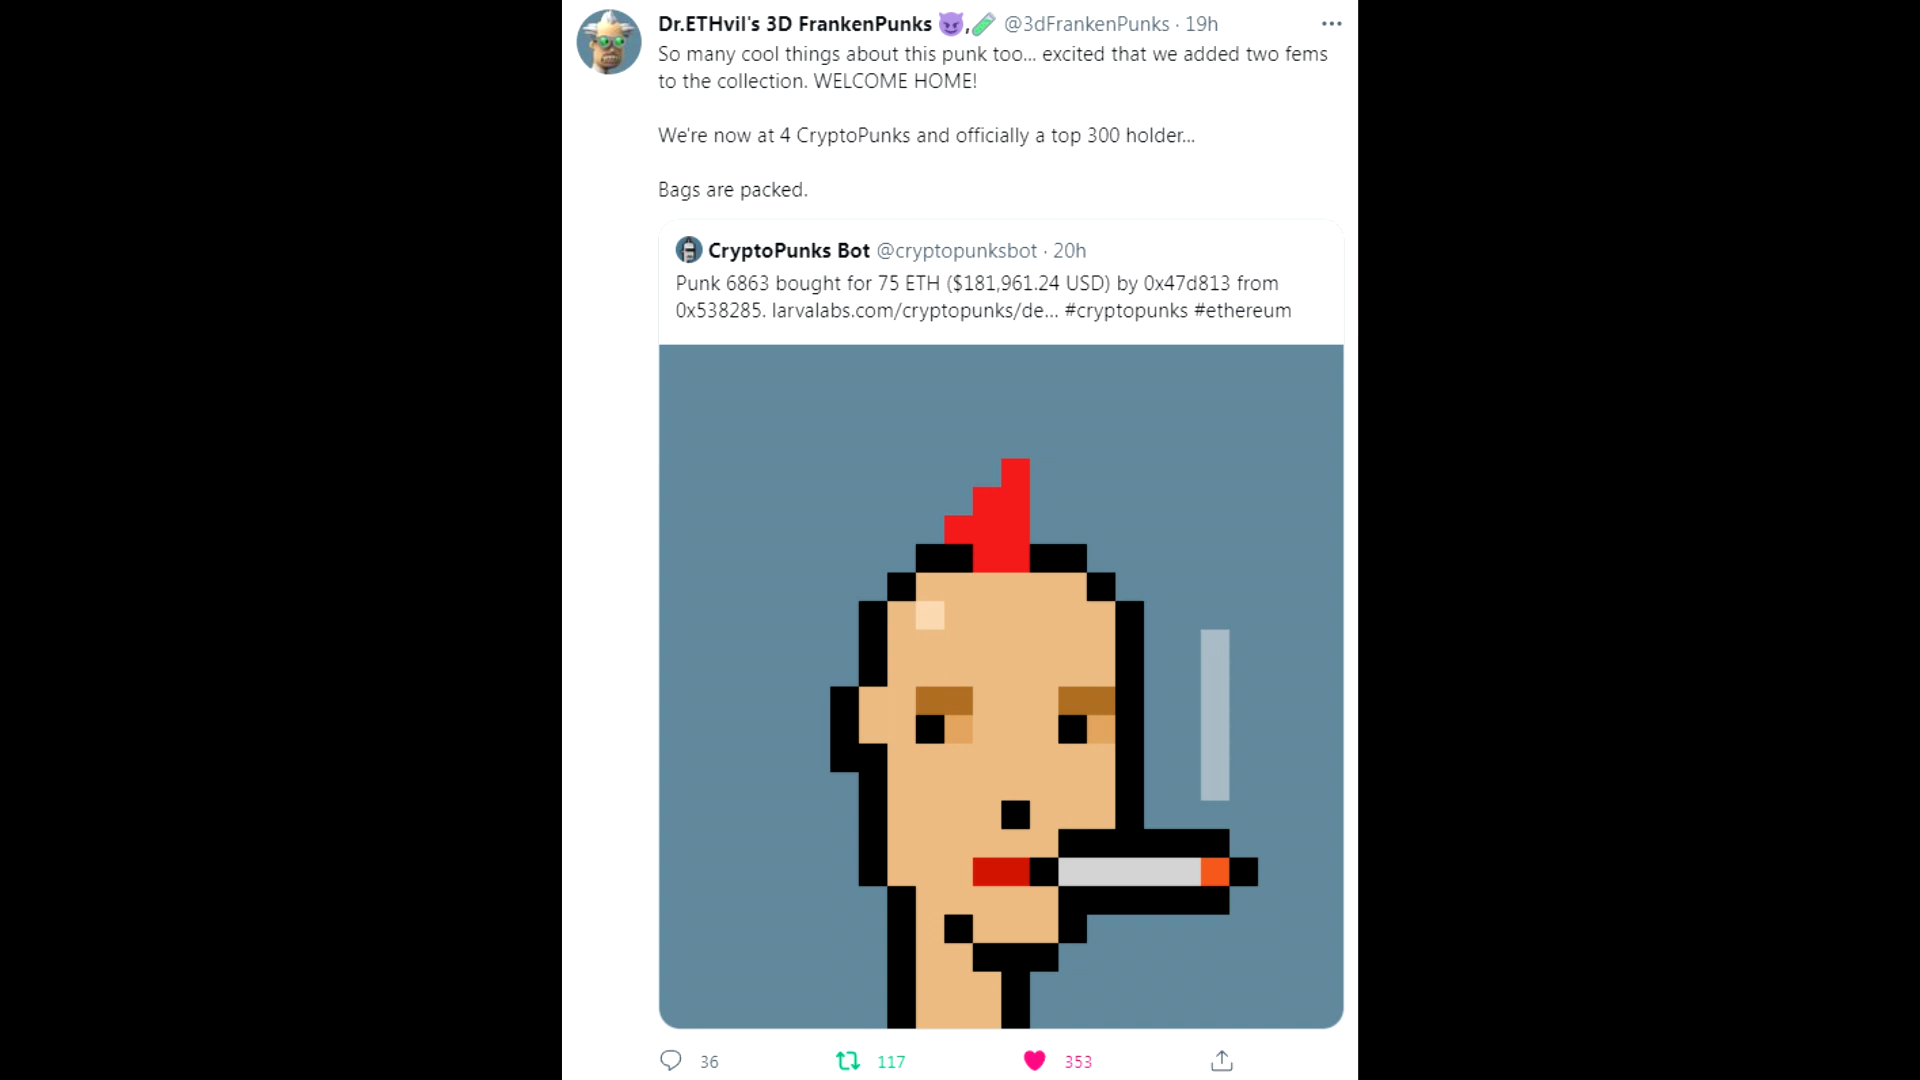 Dr.ETHvil's 3D FrankenPunks 😈,🧪 @3dFrankenPunks · 19h
So many cool things about this punk too... excited that we added two fems
to the collection. WELCOME HOME!
We're now at 4 CryptoPunks and officially a top 300 holder...
Bags are packed.
CryptoPunks Bot @cryptopunksbot · 20h
Punk 6863 bought for 75 ETH ($181,961.24 USD) by 0x47d813 from
0x538285. larvalabs.com/cryptopunks/de... #cryptopunks #ethereum
36 117 353